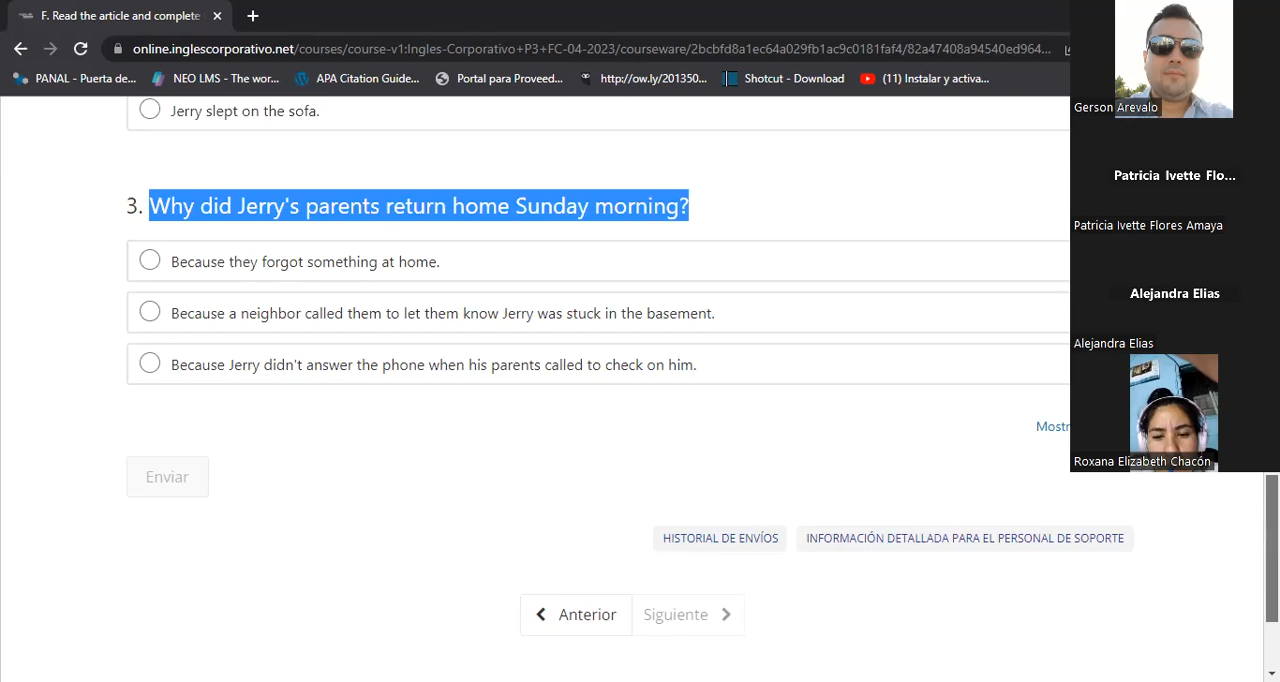 F. Read the article and complete
online.inglescorporativo.net/courses/course-v1:Ingles-Corporativo+P3+FC-04-2023/courseware/2bcbfd8a1ec64a029fb1ac9c0181faf4/82a47408a94540ed964...
PANAL - Puerta de... NEO LMS - The wor... APA Citation Guide... Portal para Proveed... http://ow.ly/201350... Shotcut - Download (11) Instalar y activa...
Jerry slept on the sofa.
3. Why did Jerry's parents return home Sunday morning?
Because they forgot something at home.
Because a neighbor called them to let them know Jerry was stuck in the basement.
Because Jerry didn't answer the phone when his parents called to check on him.
Mostr
Enviar
HISTORIAL DE ENVÍOS INFORMACIÓN DETALLADA PARA EL PERSONAL DE SOPORTE
Anterior Siguiente
Gerson Arevalo
Patricia Ivette Flo...
Patricia Ivette Flores Amaya
Alejandra Elias
Alejandra Elias
Roxana Elizabeth Chacón